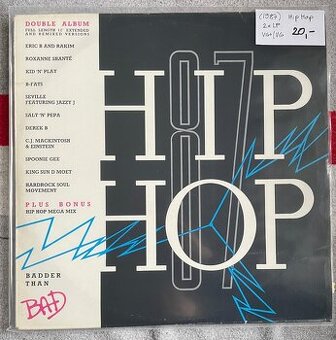 DOUBLE ALBUM
FULL LENGTH 12" EXTENDED
AND REMIXED VERSIONS
ERIC B AND RAKIM
ROXANNE SHANTÉ
KID 'N' PLAY
B-FATS
SEVILLE
FEATURING JAZZY J
SALT 'N' PEPA
DEREK B
C.J. MACKINTOSH
& EINSTEIN
SPOONIE GEE
KING SUN D MOET
HARDROCK SOUL
MOVEMENT
PLUS BONUS
HIP HOP MEGA MIX
BADDER
THAN
BAD
HIP
HOP
87
(1987) Hip Hop
2xLP
VG+/VG
20,-